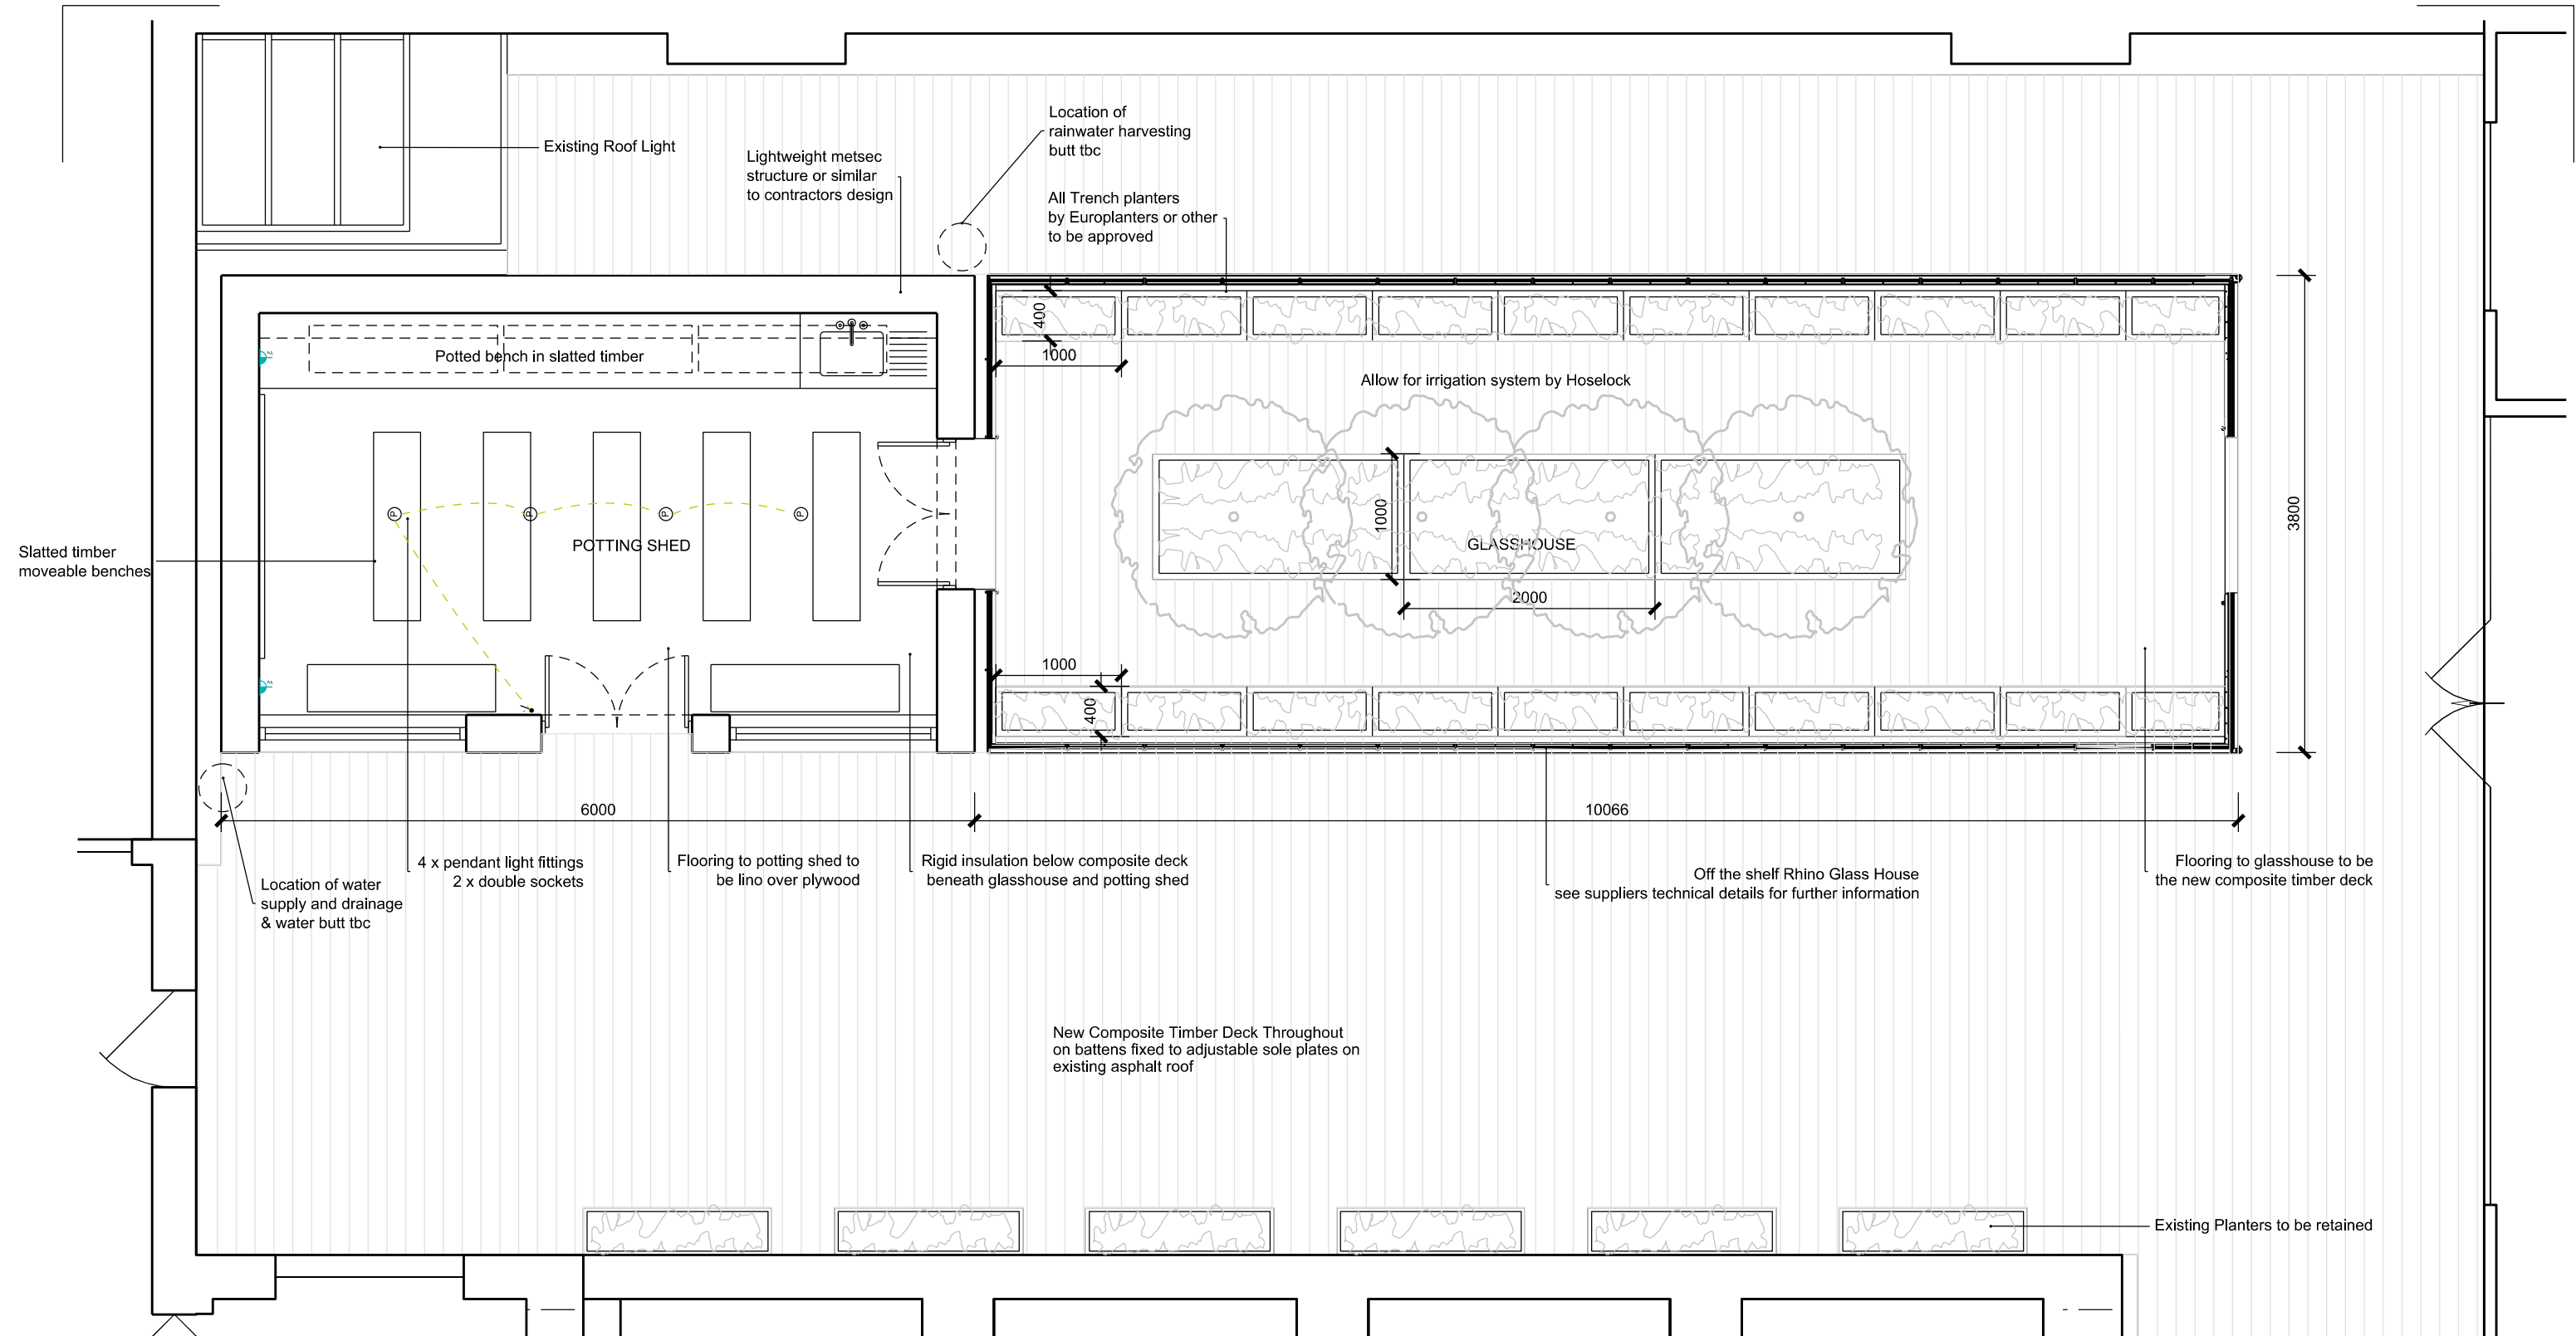 Existing Roof Light
Lightweight metsec
structure or similar
to contractors design
Location of
rainwater harvesting
butt tbc
All Trench planters
by Europlanters or other
to be approved
400
1000
Potted bench in slatted timber
Allow for irrigation system by Hoselock
P
P
P
P
POTTING SHED
1000
GLASSHOUSE
2000
3800
Slatted timber
moveable benches
1000
400
6000
10066
4 x pendant light fittings
2 x double sockets
Flooring to potting shed to
be lino over plywood
Rigid insulation below composite deck
beneath glasshouse and potting shed
Off the shelf Rhino Glass House
see suppliers technical details for further information
Flooring to glasshouse to be
the new composite timber deck
Location of water
supply and drainage
& water butt tbc
New Composite Timber Deck Throughout
on battens fixed to adjustable sole plates on
existing asphalt roof
Existing Planters to be retained